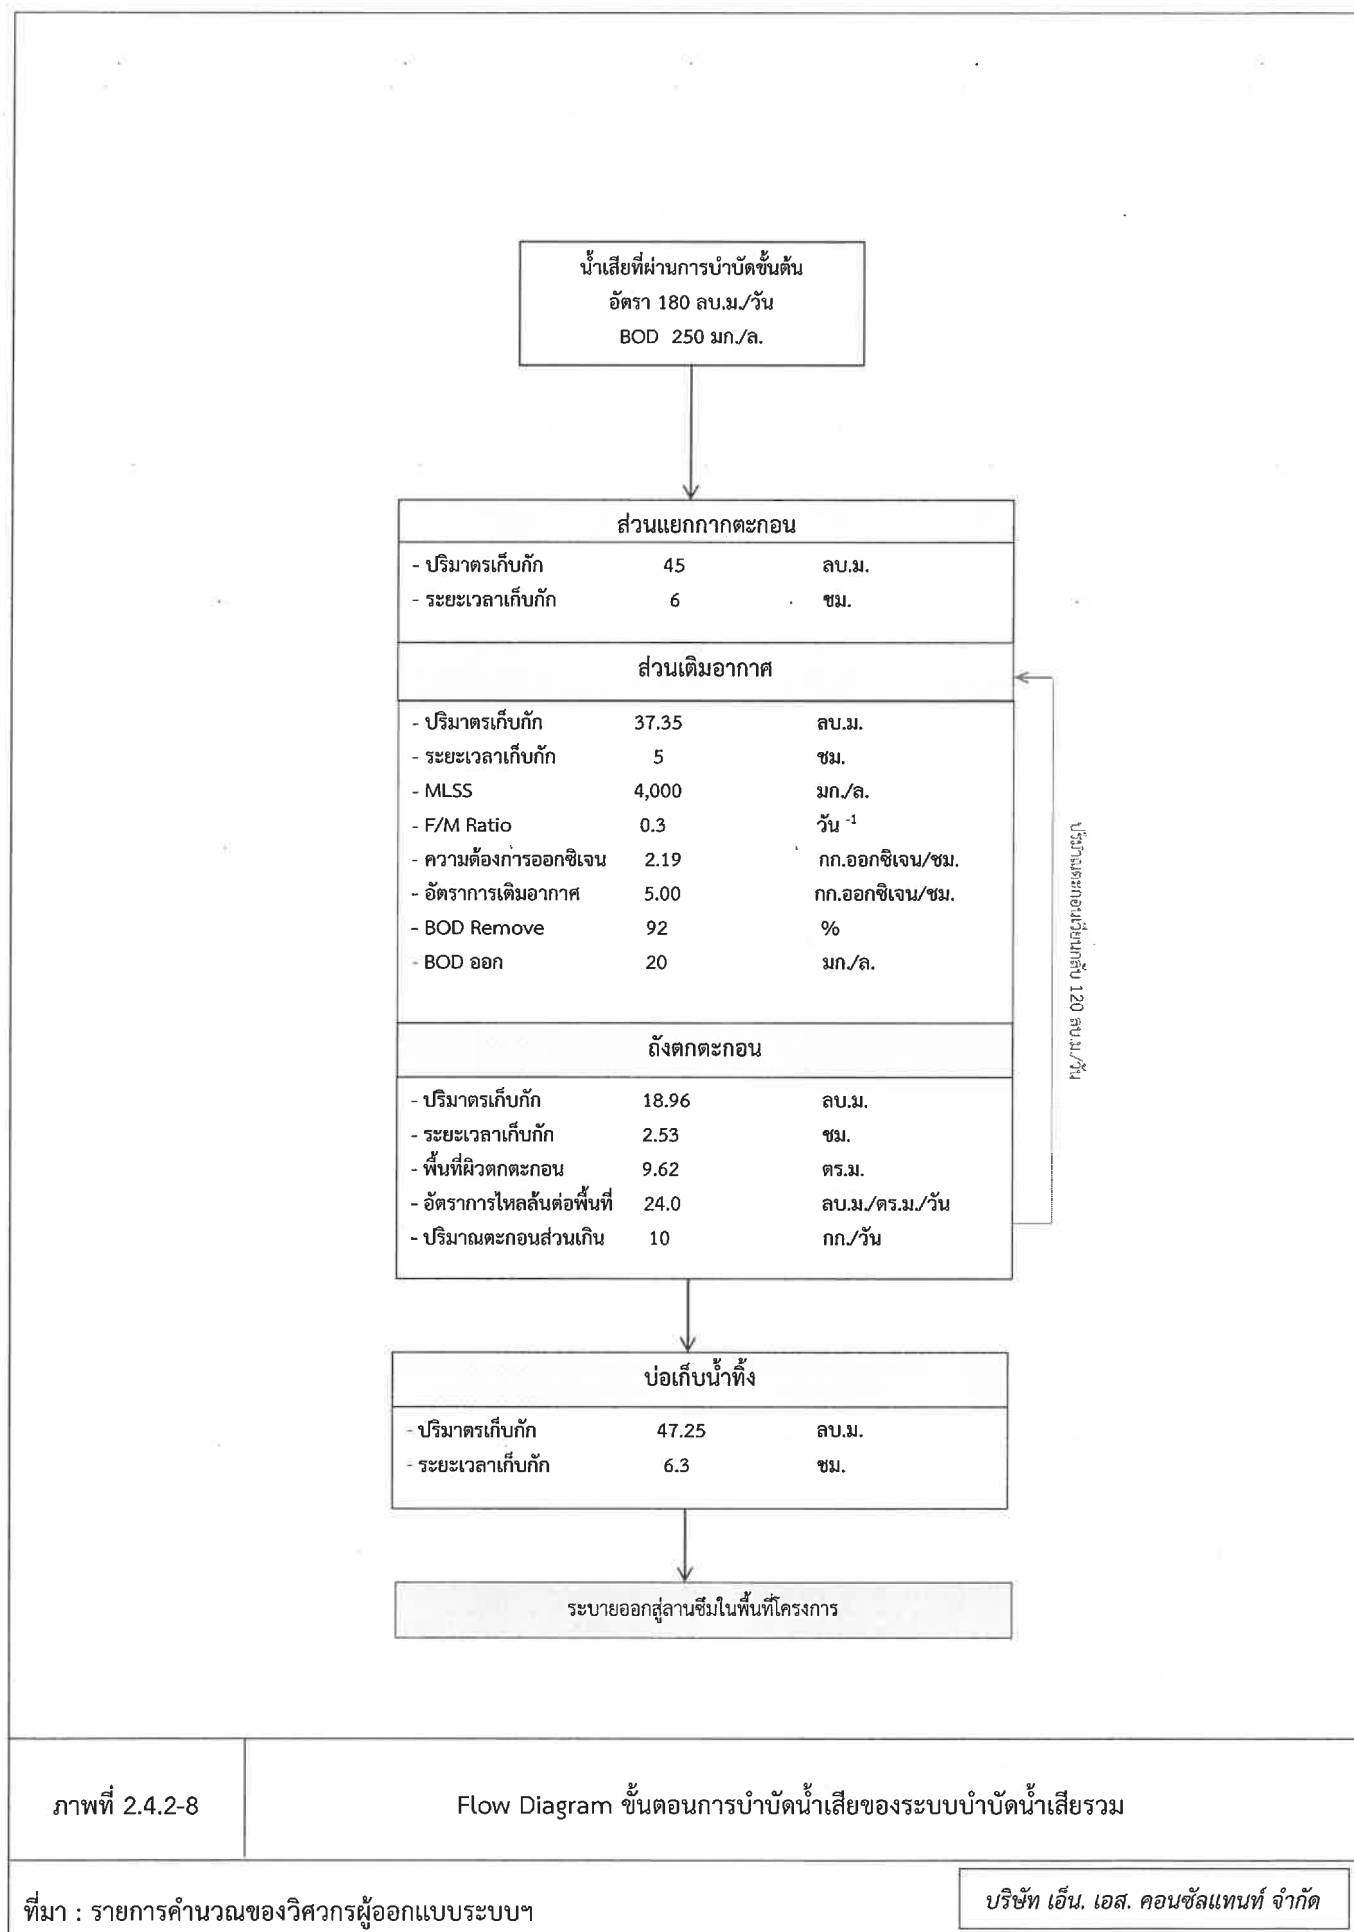 น้ำเสียที่ผ่านการบำบัดขั้นต้น
อัตรา 180 ลบ.ม./วัน
BOD 250 มก./ล.
ส่วนแยกกากตะกอน
- ปริมาตรเก็บกัก 45 ลบ.ม.
- ระยะเวลาเก็บกัก 6 ชม.
ส่วนเติมอากาศ
- ปริมาตรเก็บกัก 37.35 ลบ.ม.
- ระยะเวลาเก็บกัก 5 ชม.
- MLSS 4,000 มก./ล.
- F/M Ratio 0.3 วัน -1
- ความต้องการออกซิเจน 2.19 กก.ออกซิเจน/ชม.
- อัตราการเติมอากาศ 5.00 กก.ออกซิเจน/ชม.
- BOD Remove 92 %
- BOD ออก 20 มก./ล.
ปริมาณตะกอนเวียนกลับ 120 ลบ.ม./วัน
ถังตกตะกอน
- ปริมาตรเก็บกัก 18.96 ลบ.ม.
- ระยะเวลาเก็บกัก 2.53 ชม.
- พื้นที่ผิวตกตะกอน 9.62 ตร.ม.
- อัตราการไหลล้นต่อพื้นที่ 24.0 ลบ.ม./ตร.ม./วัน
- ปริมาณตะกอนส่วนเกิน 10 กก./วัน
บ่อเก็บน้ำทิ้ง
- ปริมาตรเก็บกัก 47.25 ลบ.ม.
- ระยะเวลาเก็บกัก 6.3 ชม.
ระบายออกสู่ลานซึมในพื้นที่โครงการ
ภาพที่ 2.4.2-8 Flow Diagram ขั้นตอนการบำบัดน้ำเสียของระบบบำบัดน้ำเสียรวม
ที่มา : รายการคำนวณของวิศวกรผู้ออกแบบระบบฯ
บริษัท เอ็น. เอส. คอนซัลแทนท์ จำกัด